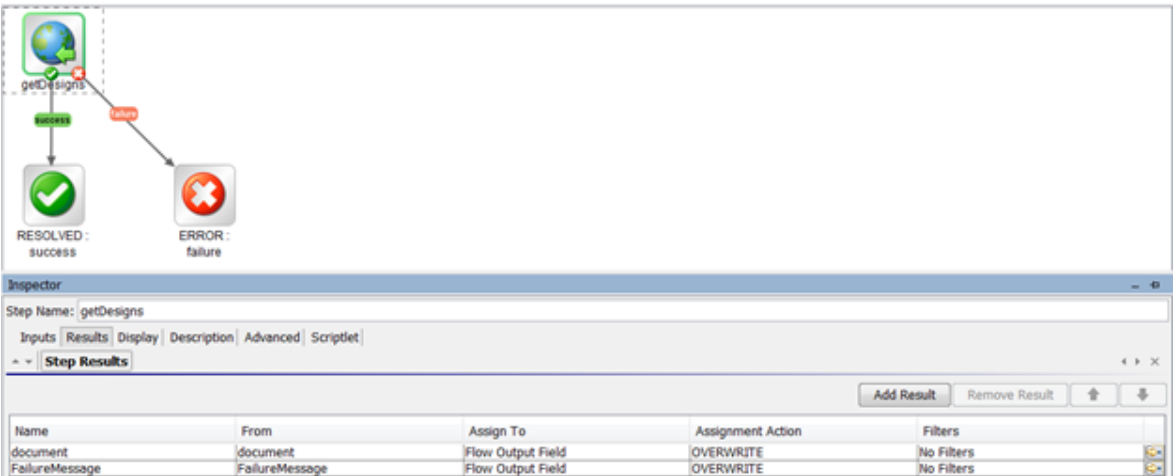 getDesigns
success
failure
RESOLVED : success
ERROR : failure
Inspector
Step Name: getDesigns
Inputs Results Display Description Advanced Scriptlet
Step Results
Add Result Remove Result
Name From Assign To Assignment Action Filters
document document Flow Output Field OVERWRITE No Filters
FailureMessage FailureMessage Flow Output Field OVERWRITE No Filters